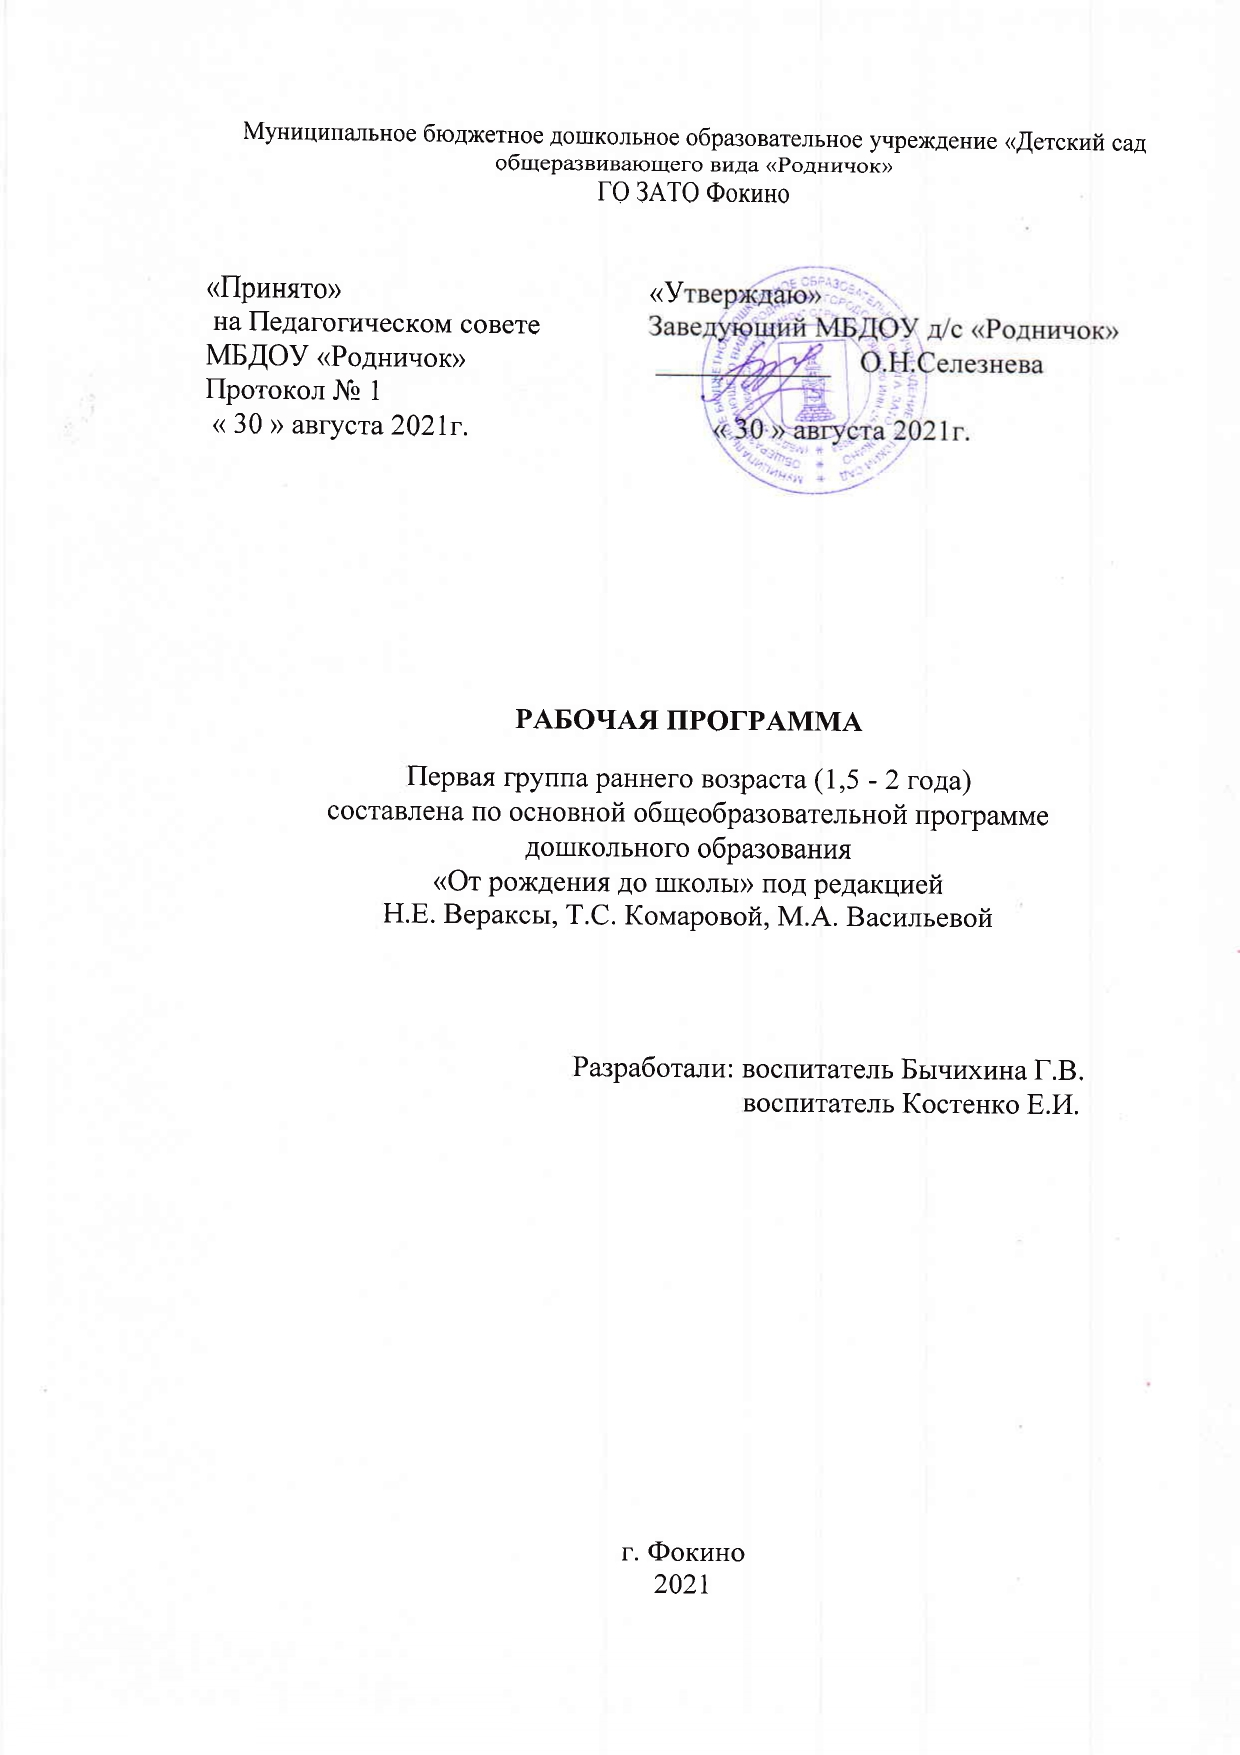 Муниципальное бюджетное дошкольное образовательное учреждение «Детский сад
общеразвивающего вида «Родничок»
ГО ЗАТО Фокино
«Принято»
на Педагогическом совете
МБДОУ «Родничок»
Протокол № 1
« 30 » августа 2021г.
«Утверждаю»
Заведующий МБДОУ д/с «Родничок»
____________ О.Н.Селезнева
« 30 » августа 2021г.
РАБОЧАЯ ПРОГРАММА
Первая группа раннего возраста (1,5 - 2 года)
составлена по основной общеобразовательной программе
дошкольного образования
«От рождения до школы» под редакцией
Н.Е. Вераксы, Т.С. Комаровой, М.А. Васильевой
Разработали: воспитатель Бычихина Г.В.
воспитатель Костенко Е.И.
г. Фокино
2021